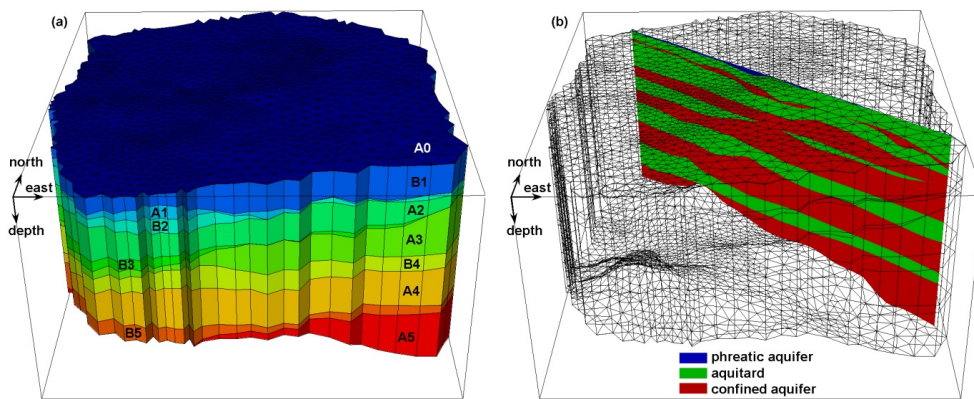 (a)
A0
north
east
depth
B1
A1
A2
B2
A3
B3
B4
A4
B5
A5
(b)
north
east
depth
phreatic aquifer
aquitard
confined aquifer